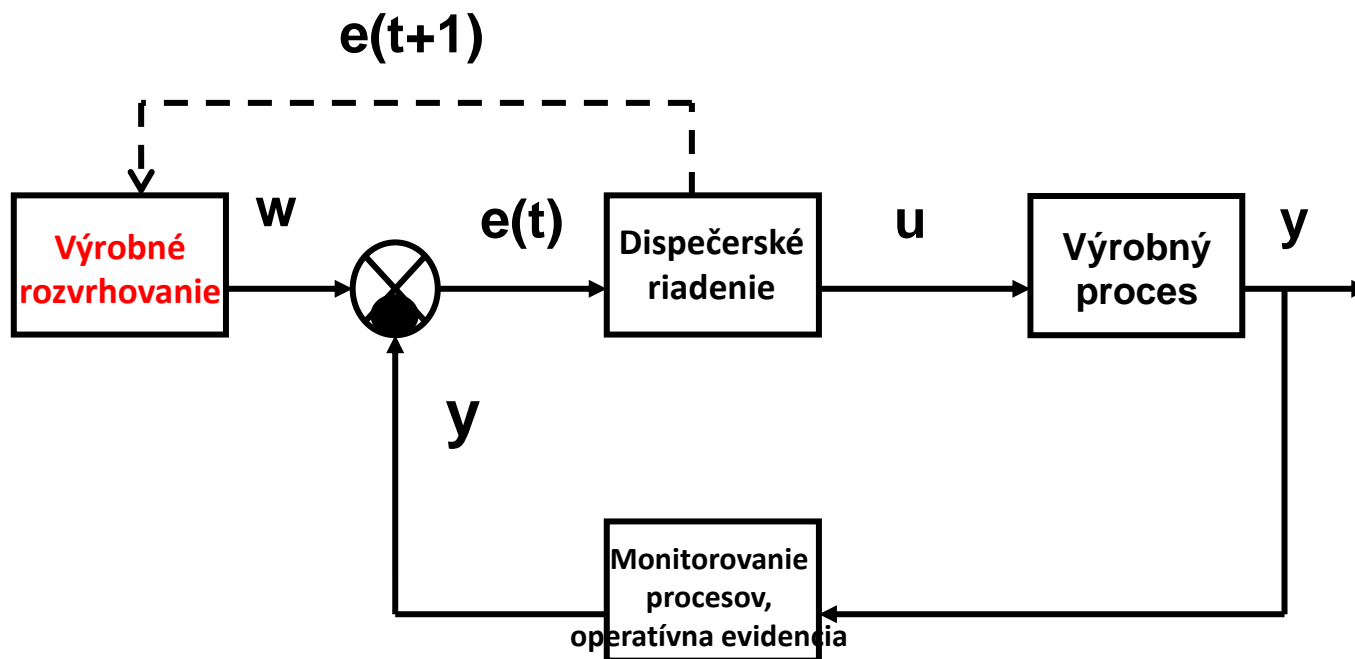 e(t+1)
w
e(t)
u
y
Výrobné
rozvrhovanie
Dispečerské
riadenie
Výrobný
proces
y
Monitorovanie
procesov,
operatívna evidencia